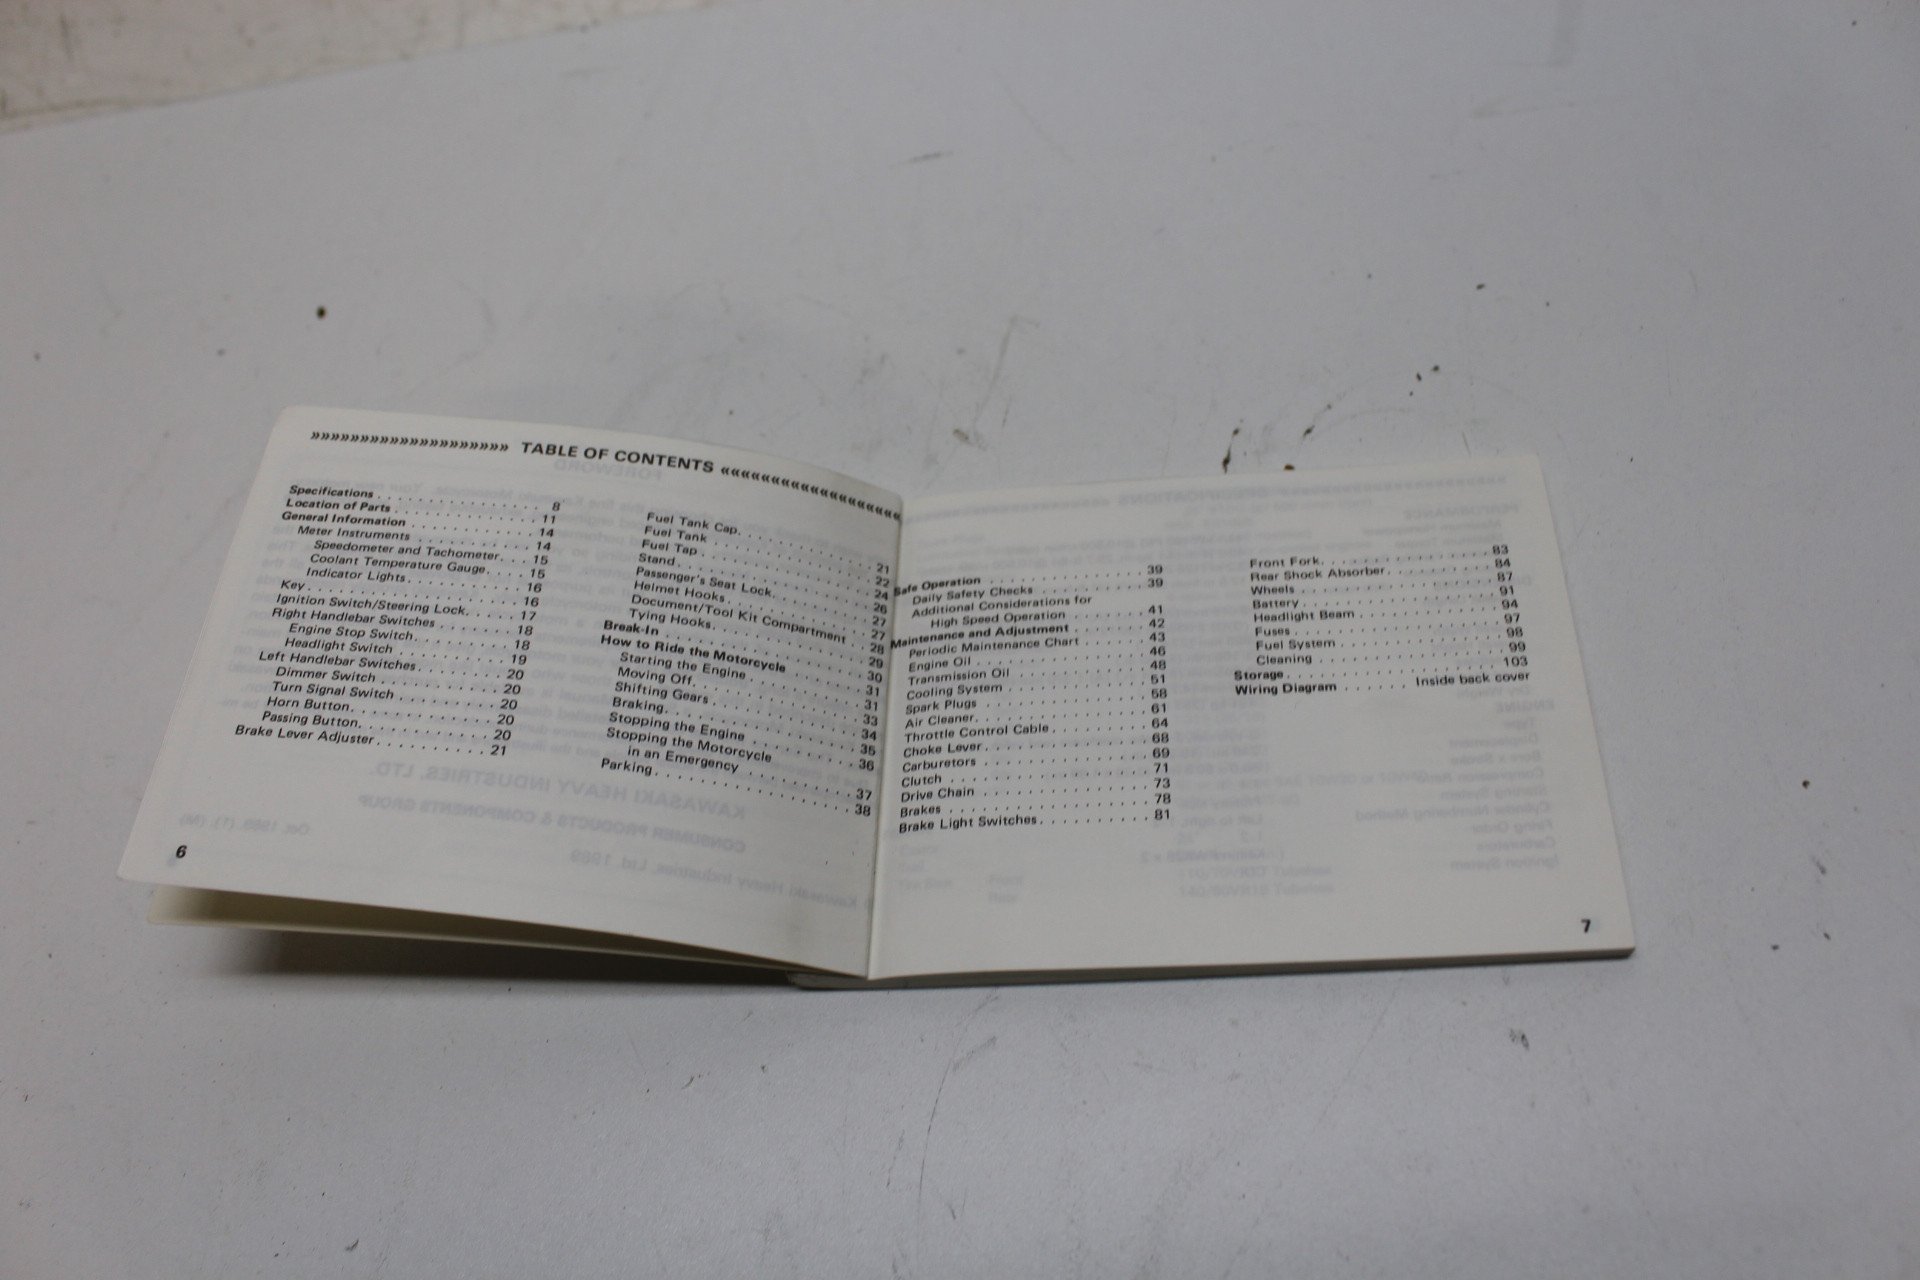 »»»»»»»»»»»»»»»»»»»» TABLE OF CONTENTS ««««««««««««««««««««
Specifications . . . . . . . . . . . . . . 8
Location of Parts . . . . . . . . . . . . 11
General Information . . . . . . . . . . . 14
Meter Instruments . . . . . . . . . . . 14
Speedometer and Tachometer. . . 15
Coolant Temperature Gauge. . . . 15
Indicator Lights. . . . . . . . . . . 16
Key . . . . . . . . . . . . . . . . . . 16
Ignition Switch/Steering Lock. . . . 17
Right Handlebar Switches . . . . . . 18
Engine Stop Switch. . . . . . . . . 18
Headlight Switch . . . . . . . . . . 19
Left Handlebar Switches. . . . . . . 20
Dimmer Switch . . . . . . . . . . 20
Turn Signal Switch . . . . . . . . 20
Horn Button. . . . . . . . . . . . 20
Passing Button. . . . . . . . . . . 20
Brake Lever Adjuster . . . . . . . . . 21
Fuel Tank Cap. . . . . . . . . . . . 21
Fuel Tank . . . . . . . . . . . . . . 22
Fuel Tap . . . . . . . . . . . . . . . 24
Stand. . . . . . . . . . . . . . . . . 26
Passenger's Seat Lock. . . . . . . . 27
Helmet Hooks . . . . . . . . . . . . 27
Document/Tool Kit Compartment 28
Tying Hooks. . . . . . . . . . . . . 29
Break-In . . . . . . . . . . . . . . . . 30
How to Ride the Motorcycle . . . . . . 31
Starting the Engine . . . . . . . . . 31
Moving Off. . . . . . . . . . . . . . 33
Shifting Gears . . . . . . . . . . . . 34
Braking. . . . . . . . . . . . . . . . 35
Stopping the Engine . . . . . . . . . 36
Stopping the Motorcycle
in an Emergency . . . . . . . . . 37
Parking. . . . . . . . . . . . . . . . 38
6
Safe Operation . . . . . . . . . . . . . 39
Daily Safety Checks . . . . . . . . . 39
Additional Considerations for
High Speed Operation . . . . . . . 41
Maintenance and Adjustment . . . . . . 42
Periodic Maintenance Chart . . . . . 43
Engine Oil . . . . . . . . . . . . . . 46
Transmission Oil . . . . . . . . . . . 48
Cooling System . . . . . . . . . . . 51
Spark Plugs . . . . . . . . . . . . . 58
Air Cleaner. . . . . . . . . . . . . . 61
Throttle Control Cable . . . . . . . . 64
Choke Lever. . . . . . . . . . . . . 68
Carburetors . . . . . . . . . . . . . 69
Clutch . . . . . . . . . . . . . . . . 71
Drive Chain . . . . . . . . . . . . . 73
Brakes . . . . . . . . . . . . . . . . 78
Brake Light Switches. . . . . . . . . 81
Front Fork. . . . . . . . . . . . . . 83
Rear Shock Absorber. . . . . . . . . 84
Wheels . . . . . . . . . . . . . . . . 87
Battery . . . . . . . . . . . . . . . . 91
Headlight Beam . . . . . . . . . . . 94
Fuses. . . . . . . . . . . . . . . . . 97
Fuel System . . . . . . . . . . . . . 98
Cleaning . . . . . . . . . . . . . . . 99
Storage. . . . . . . . . . . . . . . . . 103
Wiring Diagram . . . . . . Inside back cover
7